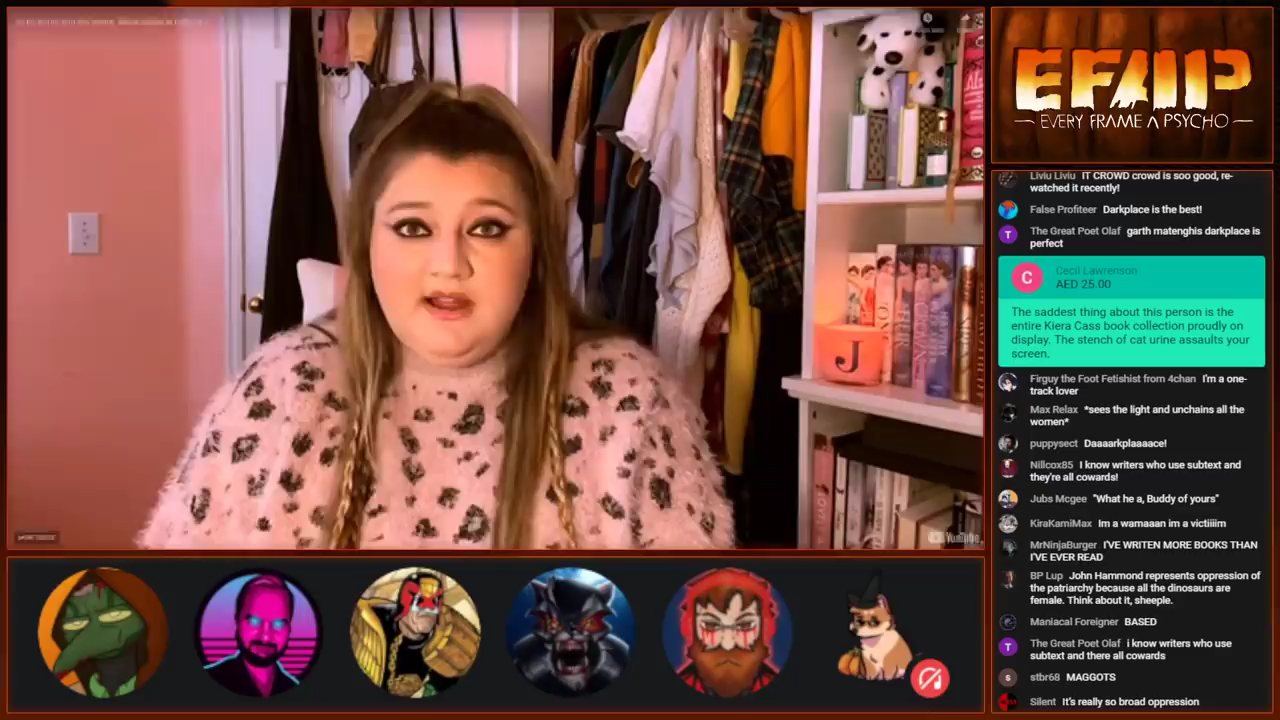 EFAP
EVERY FRAME A PSYCHO
Liviu Liviu IT CROWD crowd is soo good, re-
watched it recently!
False Profiteer Darkplace is the best!
T
The Great Poet Olaf garth matenghis darkplace is
perfect
C
Cecil Lawrenson
AED 25.00
The saddest thing about this person is the
entire Kiera Cass book collection proudly on
display. The stench of cat urine assaults your
screen.
Firguy the Foot Fetishist from 4chan I'm a one-
track lover
Max Relax *sees the light and unchains all the
women*
puppysect Daaaarkplaaaace!
Nillcox85 I know writers who use subtext and
they're all cowards!
Jubs Mcgee "What he a, Buddy of yours"
KiraKamiMax Im a wamaaan im a victiiiim
MrNinjaBurger I'VE WRITEN MORE BOOKS THAN
I'VE EVER READ
BP Lup John Hammond represents oppression of
the patriarchy because all the dinosaurs are
female. Think about it, sheeple.
Maniacal Foreigner BASED
T
The Great Poet Olaf i know writers who use
subtext and there all cowards
s
stbr68 MAGGOTS
Silent It's really so broad oppression
J
YouTube